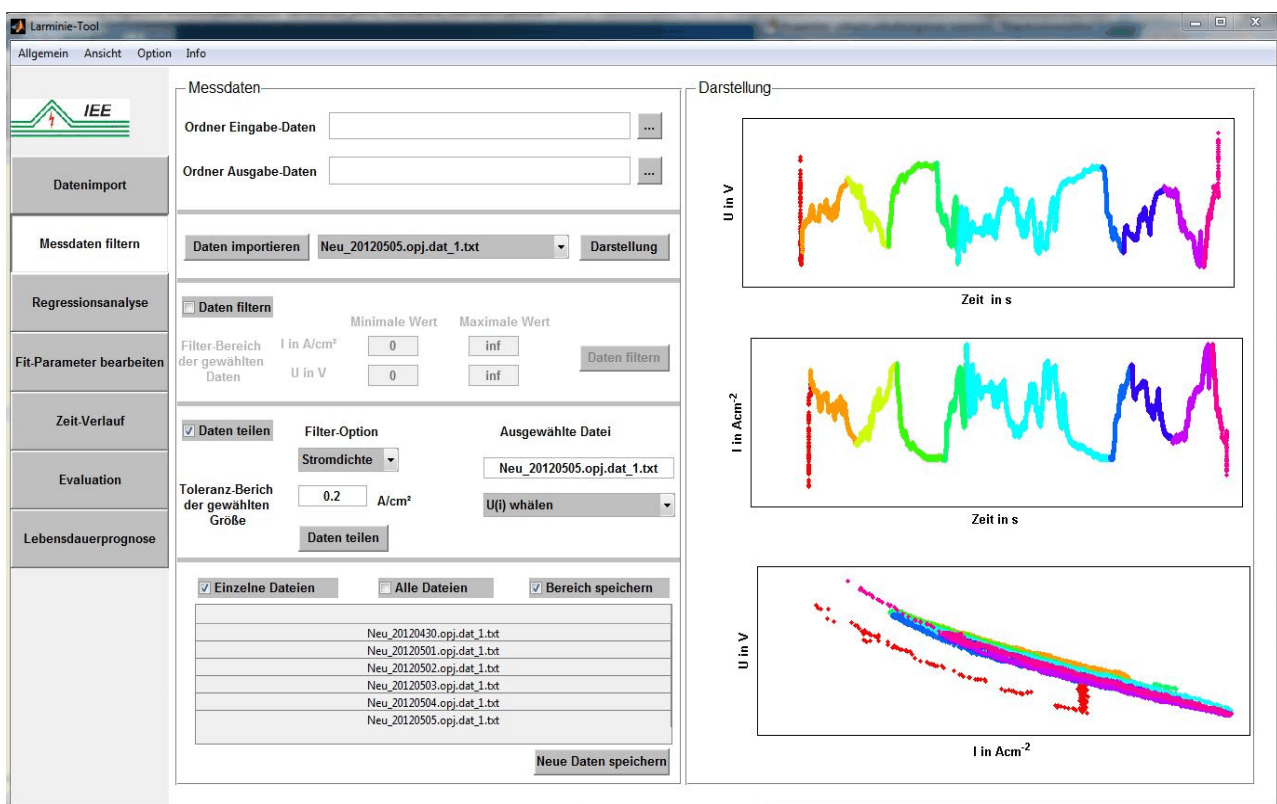 Larminie-Tool
Allgemein Ansicht Option Info
IEE
Datenimport
Messdaten filtern
Regressionsanalyse
Fit-Parameter bearbeiten
Zeit-Verlauf
Evaluation
Lebensdauerprognose
Messdaten
Ordner Eingabe-Daten ...
Ordner Ausgabe-Daten ...
Daten importieren Neu_20120505.opj.dat_1.txt Darstellung
Daten filtern
Minimale Wert Maximale Wert
Filter-Bereich
der gewählten
Daten
I in A/cm² 0 inf
U in V 0 inf
Daten filtern
Daten teilen Filter-Option Ausgewählte Datei
Stromdichte
Neu_20120505.opj.dat_1.txt
Toleranz-Berich
der gewählten
Größe
0.2 A/cm²
U(i) whälen
Daten teilen
Einzelne Dateien Alle Dateien Bereich speichern
Neu_20120430.opj.dat_1.txt
Neu_20120501.opj.dat_1.txt
Neu_20120502.opj.dat_1.txt
Neu_20120503.opj.dat_1.txt
Neu_20120504.opj.dat_1.txt
Neu_20120505.opj.dat_1.txt
Neue Daten speichern
Darstellung
U in V
Zeit in s
I in Acm⁻²
Zeit in s
U in V
I in Acm⁻²